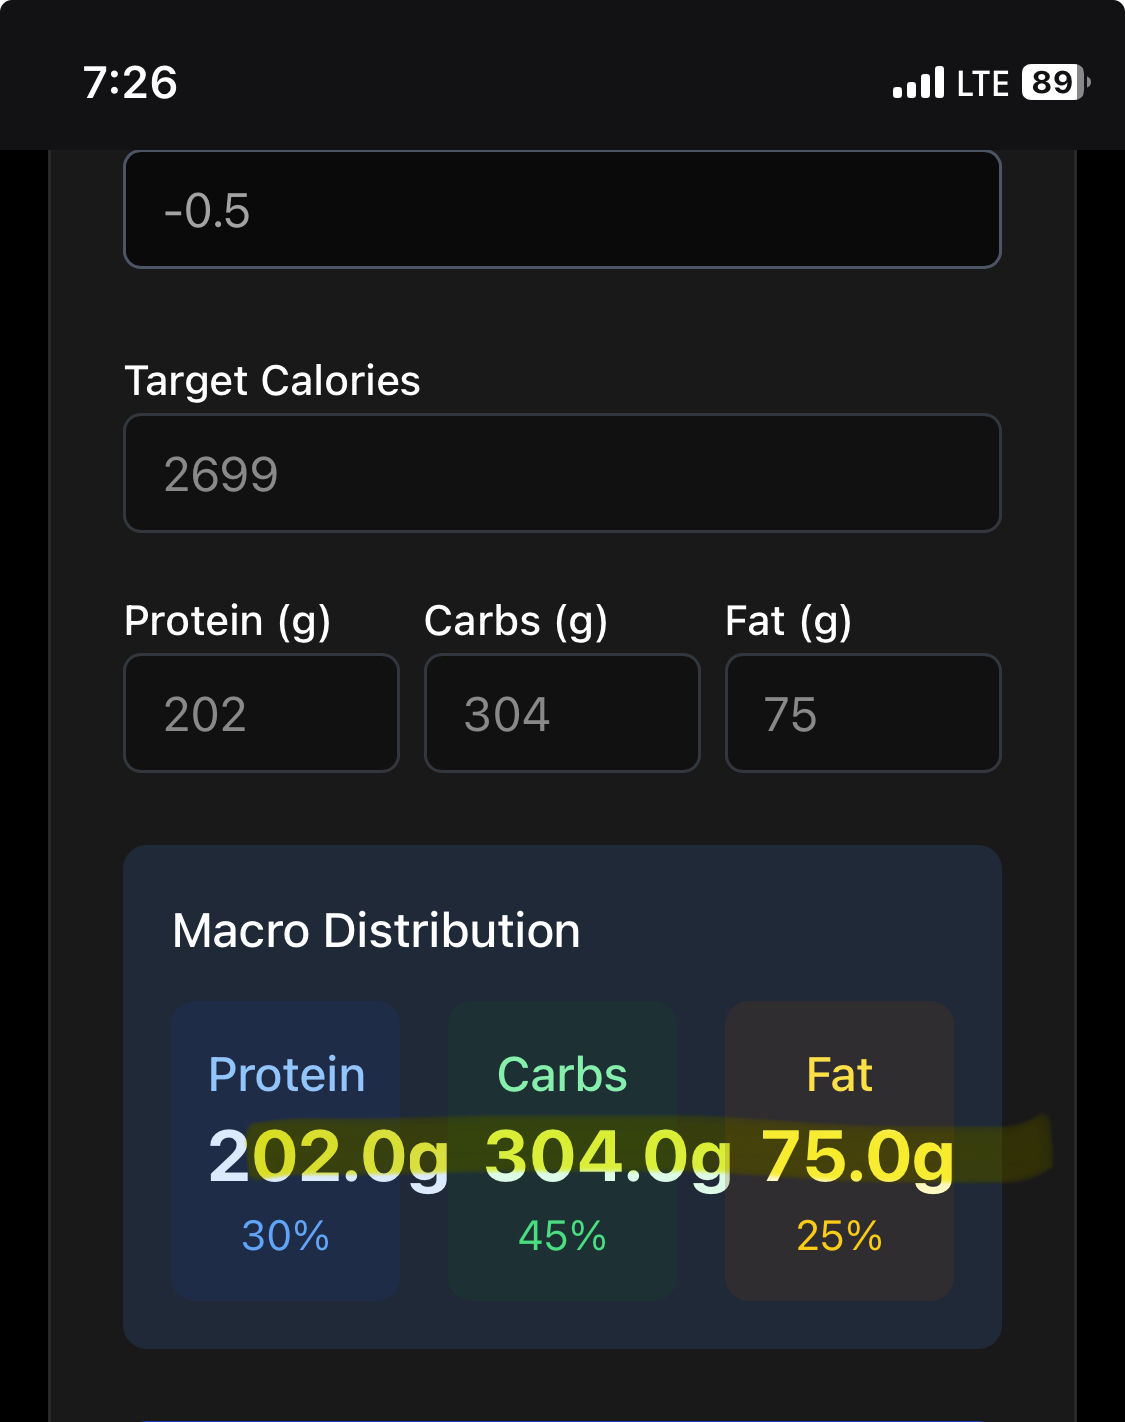 7:26 LTE 89
-0.5
Target Calories
2699
Protein (g) Carbs (g) Fat (g)
202 304 75
Macro Distribution
Protein Carbs Fat
202.0g 304.0g 75.0g
30% 45% 25%